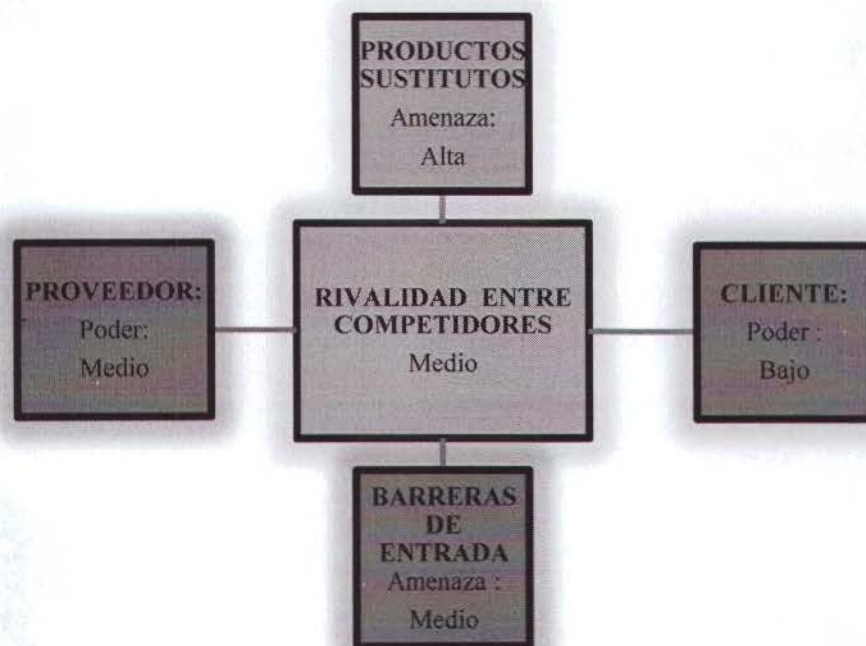 PRODUCTOS
SUSTITUTOS
Amenaza:
Alta
PROVEEDOR:
Poder:
Medio
RIVALIDAD ENTRE
COMPETIDORES
Medio
CLIENTE:
Poder :
Bajo
BARRERAS
DE
ENTRADA
Amenaza :
Medio